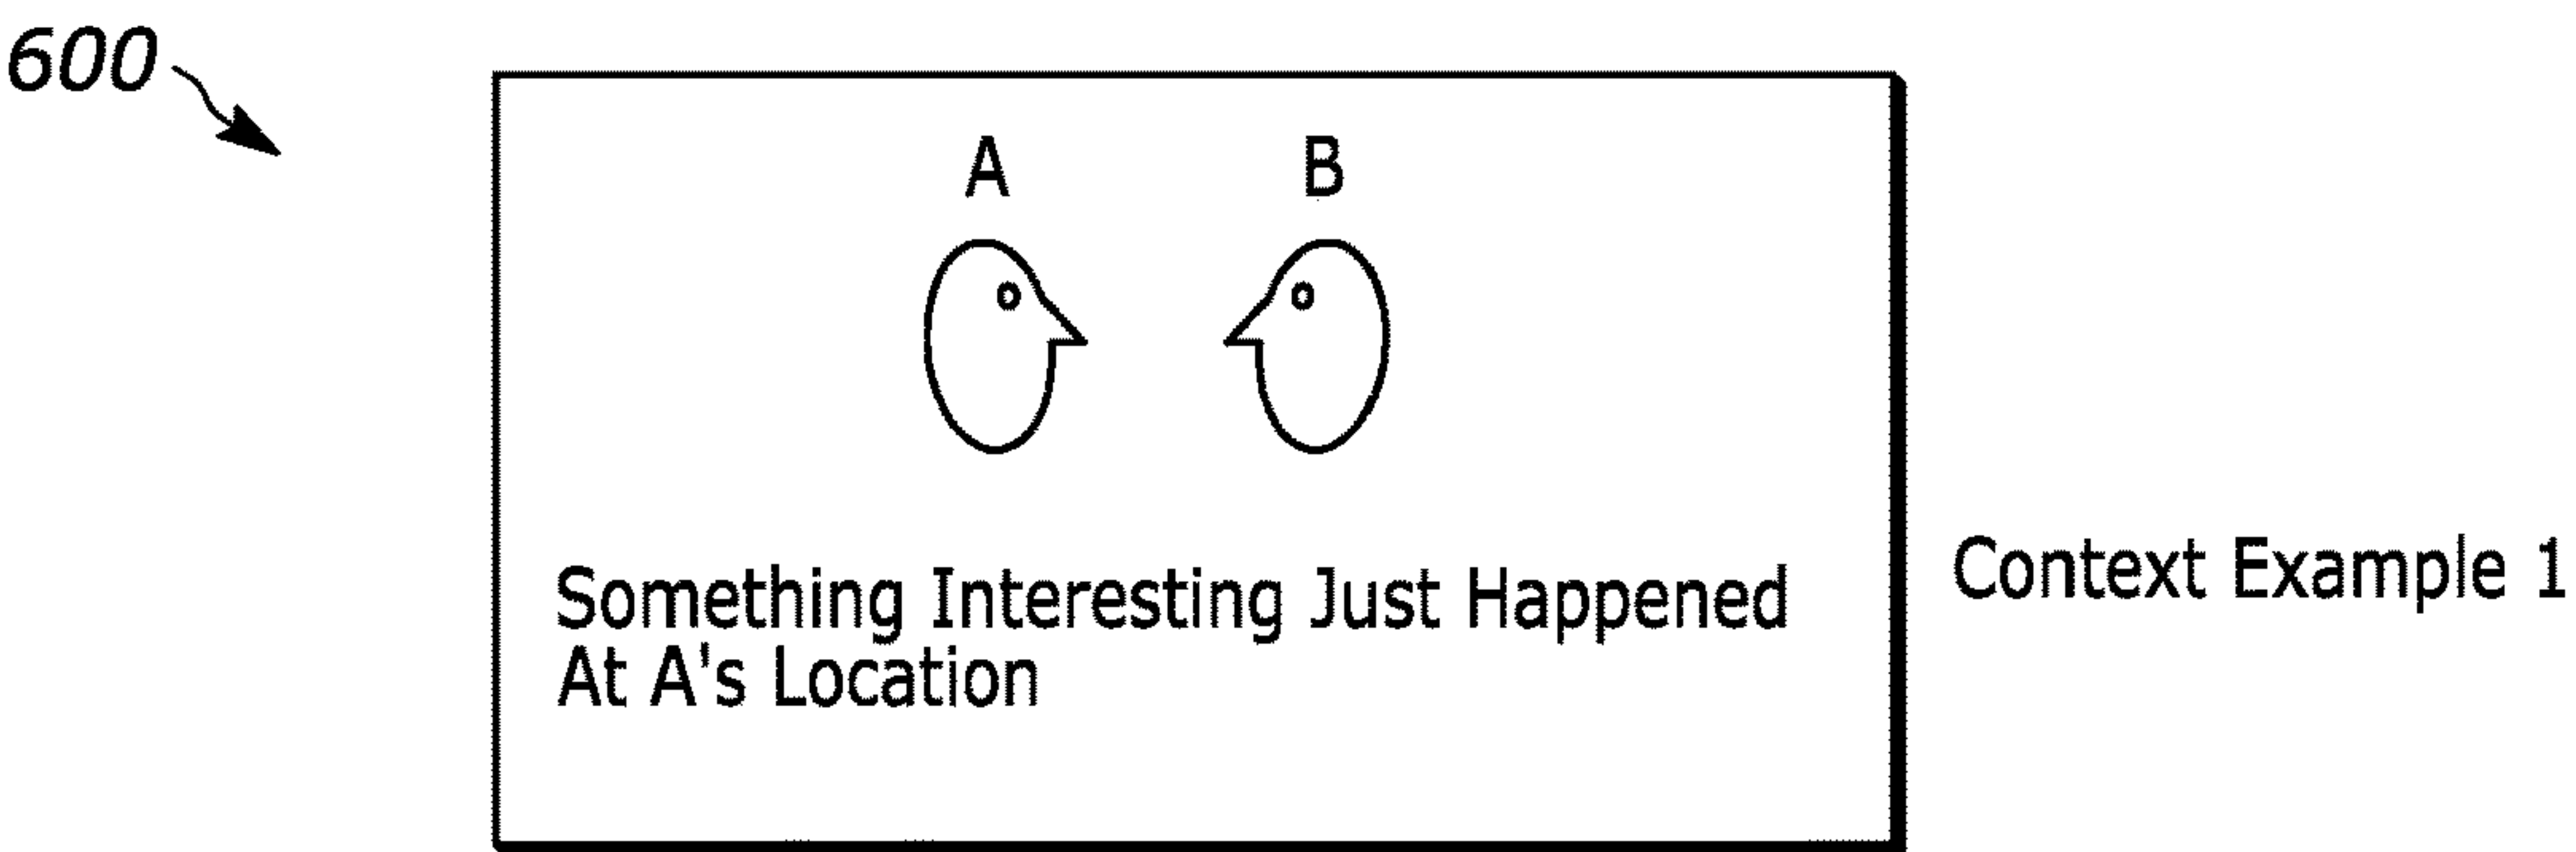 600
A B
Something Interesting Just Happened
At A's Location
Context Example 1